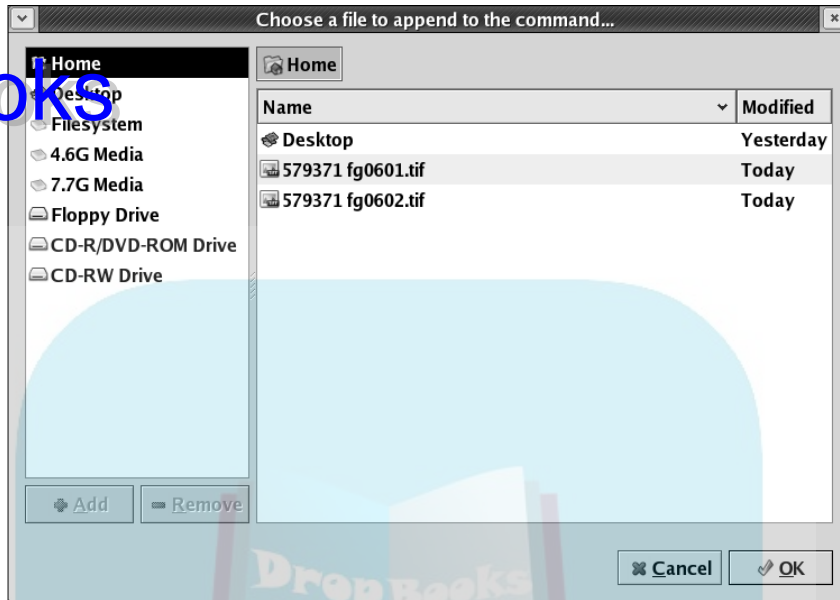 Choose a file to append to the command...
Home
Desktop
Filesystem
4.6G Media
7.7G Media
Floppy Drive
CD-R/DVD-ROM Drive
CD-RW Drive
Add
Remove
Home
Name Modified
Desktop Yesterday
579371 fg0601.tif Today
579371 fg0602.tif Today
Cancel
OK
oks
DropBooks